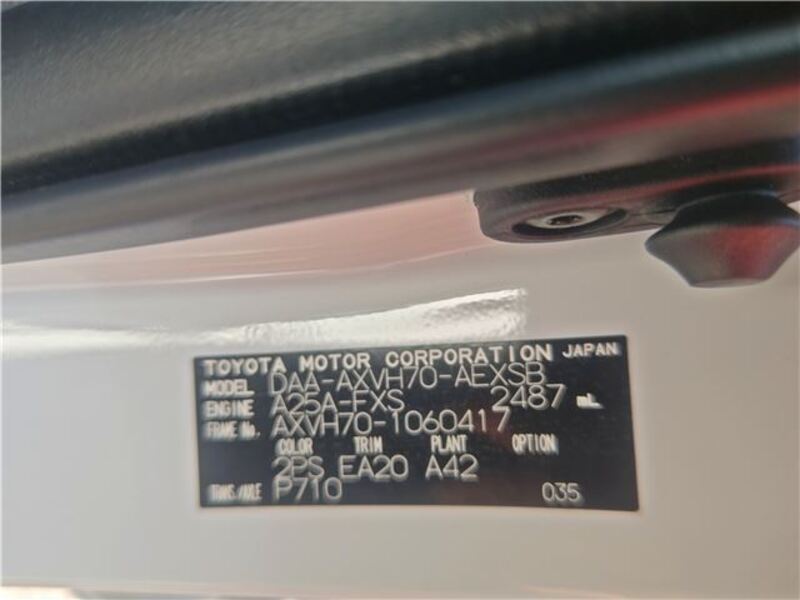 TOYOTA MOTOR CORPORATION JAPAN
MODEL DAA-AXVH70-AEXSB
ENGINE A25A-FXS 2487 mL
FRAME No. AXVH70-1060417
COLOR TRIM PLANT OPTION
2PS EA20 A42
TRANS/AXLE P710 035